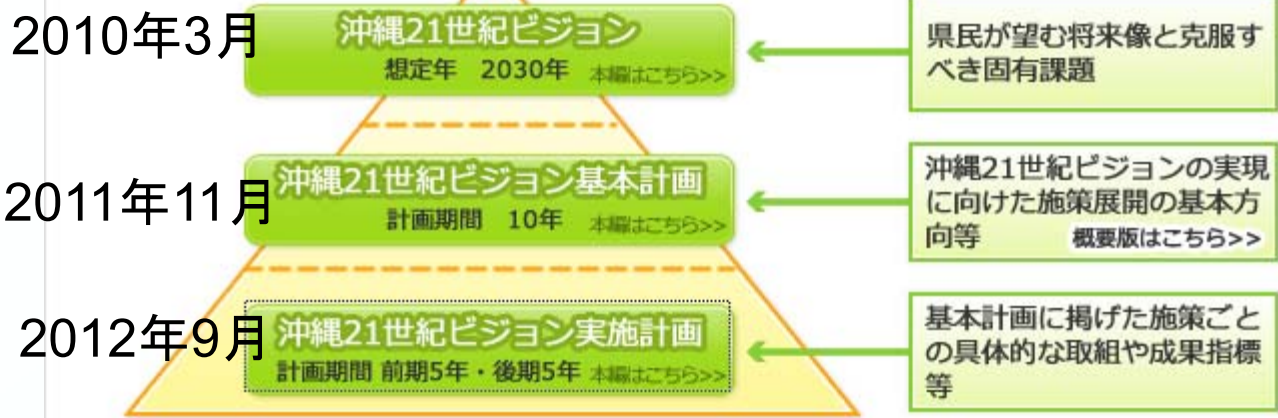 2010年3月
沖縄21世紀ビジョン
想定年 2030年 本編はこちら>>
県民が望む将来像と克服す
べき固有課題
2011年11月
沖縄21世紀ビジョン基本計画
計画期間 10年 本編はこちら>>
沖縄21世紀ビジョンの実現
に向けた施策展開の基本方
向等 概要版はこちら>>
2012年9月
沖縄21世紀ビジョン実施計画
計画期間 前期5年・後期5年 本編はこちら>>
基本計画に掲げた施策ごと
の具体的な取組や成果指標
等